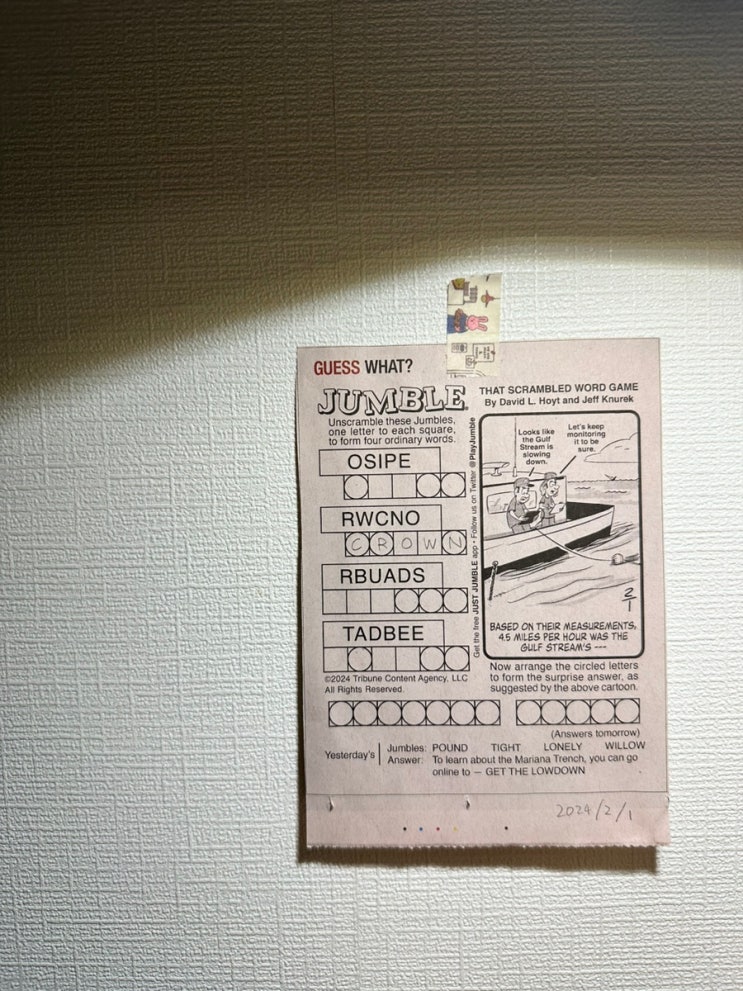 GUESS WHAT?
JUMBLE
THAT SCRAMBLED WORD GAME
By David L. Hoyt and Jeff Knurek
Unscramble these Jumbles,
one letter to each square,
to form four ordinary words.
OSIPE
RWCNO
CROWN
RBUADS
TADBEE
©2024 Tribune Content Agency, LLC
All Rights Reserved.
Get the free JUST JUMBLE app • Follow us on Twitter @PlayJumble
Looks like
the Gulf
Stream is
slowing
down.
Let's keep
monitoring
it to be
sure.
2/1
BASED ON THEIR MEASUREMENTS,
4.5 MILES PER HOUR WAS THE
GULF STREAM'S ---
Now arrange the circled letters
to form the surprise answer, as
suggested by the above cartoon.
(Answers tomorrow)
Yesterday's
Jumbles: POUND TIGHT LONELY WILLOW
Answer: To learn about the Mariana Trench, you can go
online to — GET THE LOWDOWN
2024/2/1